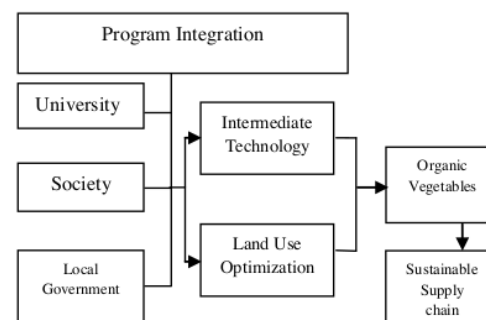 Program Integration
University
Society
Local
Government
Intermediate
Technology
Land Use
Optimization
Organic
Vegetables
Sustainable
Supply
chain